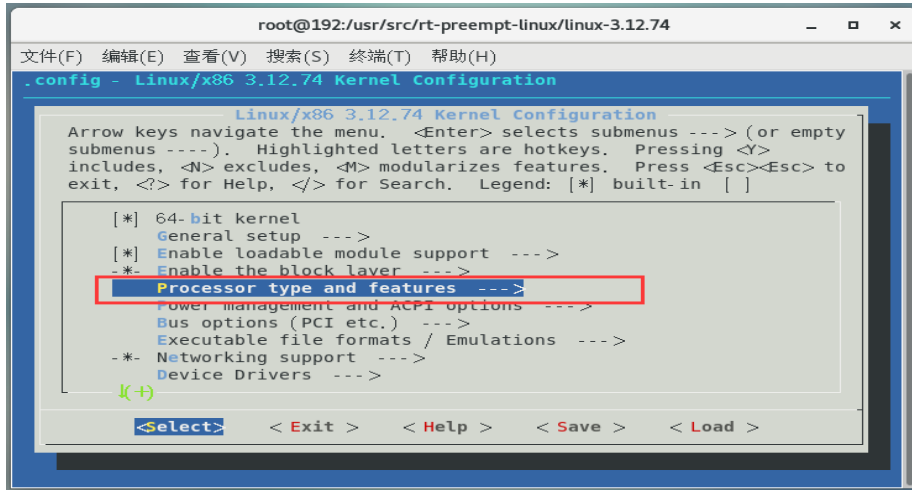 root@192:/usr/src/rt-preempt-linux/linux-3.12.74
文件(F) 编辑(E) 查看(V) 搜索(S) 终端(T) 帮助(H)
.config - Linux/x86 3.12.74 Kernel Configuration
Linux/x86 3.12.74 Kernel Configuration
Arrow keys navigate the menu. <Enter> selects submenus ---> (or empty
submenus ----). Highlighted letters are hotkeys. Pressing <Y>
includes, <N> excludes, <M> modularizes features. Press <Esc><Esc> to
exit, <?> for Help, </> for Search. Legend: [*] built-in [ ]
[*] 64-bit kernel
General setup --->
[*] Enable loadable module support --->
-*- Enable the block layer --->
Processor type and features --->
Power management and ACPI options --->
Bus options (PCI etc.) --->
Executable file formats / Emulations --->
-*- Networking support --->
Device Drivers --->
↓(+)
<Select> < Exit > < Help > < Save > < Load >